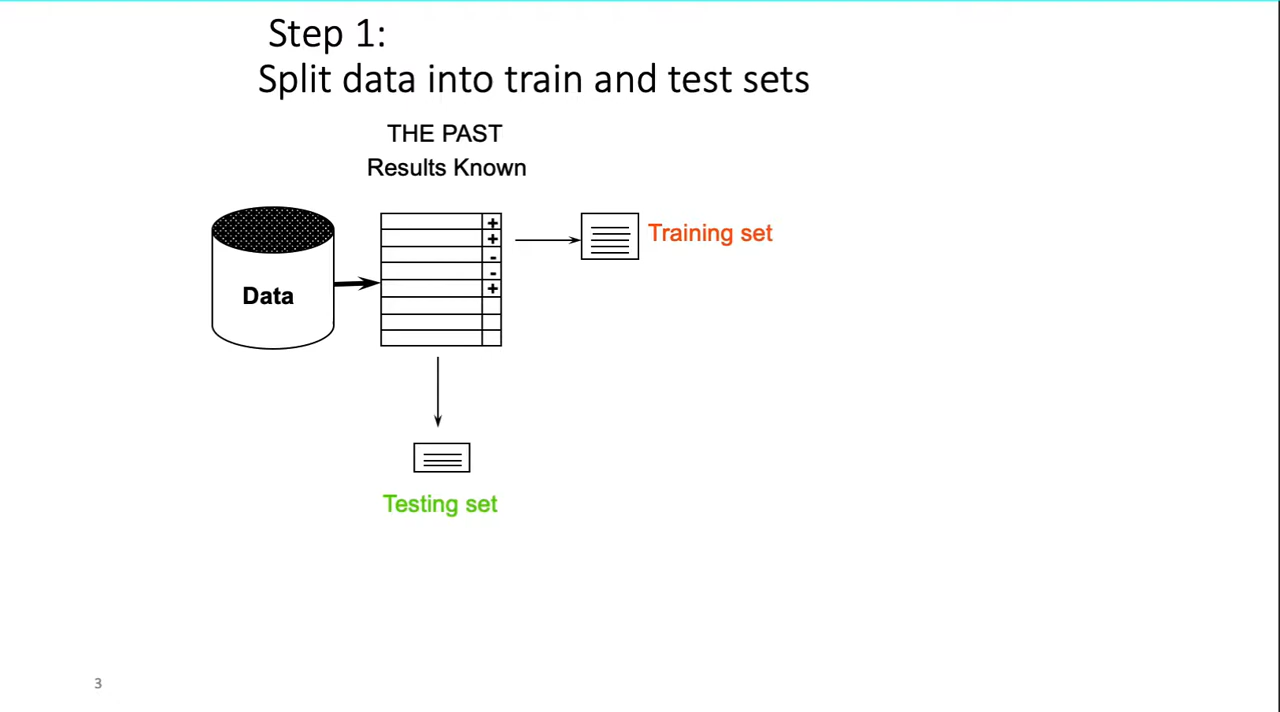 Step 1:
Split data into train and test sets
THE PAST
Results Known
+
+
-
-
+
Training set
Data
Testing set
3